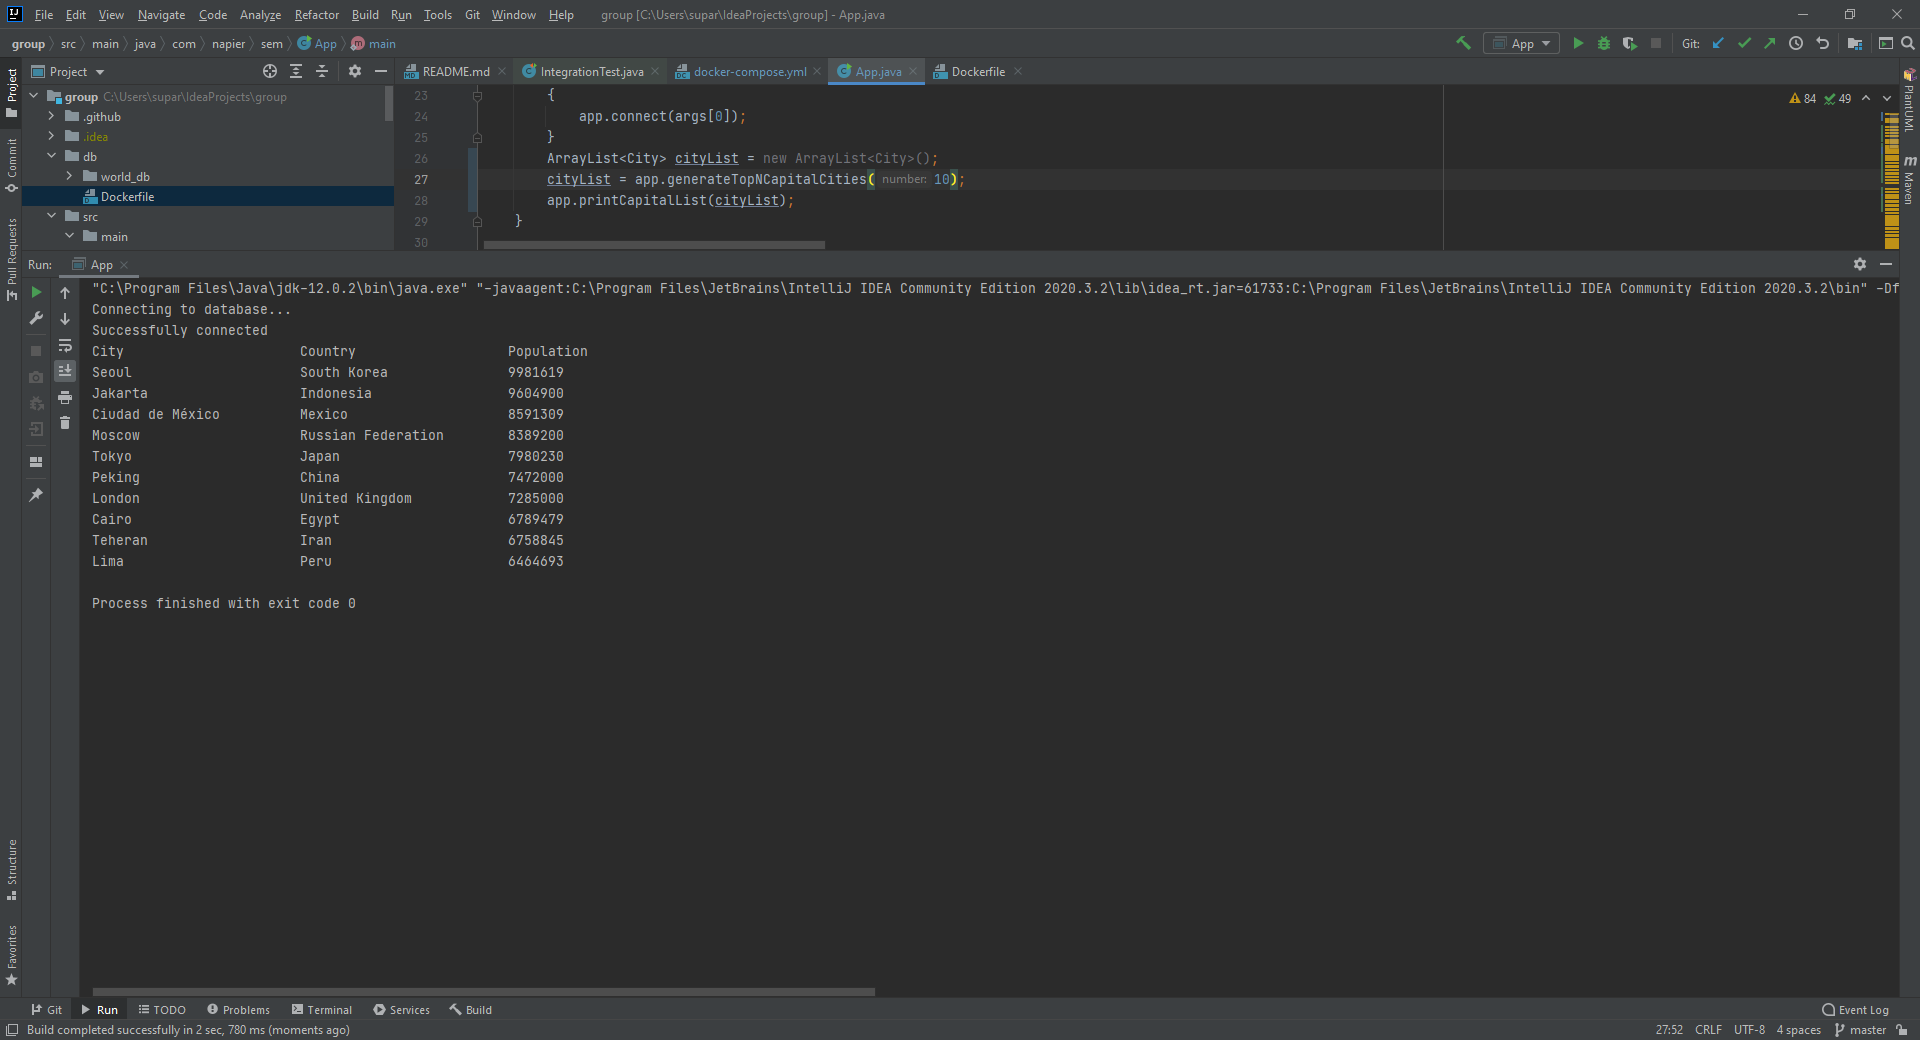 File Edit View Navigate Code Analyze Refactor Build Run Tools Git Window Help group [C:\Users\supar\IdeaProjects\group] - App.java
group src main java com napier sem App main App Git:
Project
README.md IntegrationTest.java docker-compose.yml App.java Dockerfile
group C:\Users\supar\IdeaProjects\group
.github
.idea
db
world_db
Dockerfile
src
main
23 {
24 app.connect(args[0]);
25 }
26 ArrayList<City> cityList = new ArrayList<City>();
27 cityList = app.generateTopNCapitalCities( number: 10);
28 app.printCapitalList(cityList);
29 }
30
84 49
Project
Commit
Pull Requests
Structure
Favorites
PlantUML
Maven
Run: App
"C:\Program Files\Java\jdk-12.0.2\bin\java.exe" "-javaagent:C:\Program Files\JetBrains\IntelliJ IDEA Community Edition 2020.3.2\lib\idea_rt.jar=61733:C:\Program Files\JetBrains\IntelliJ IDEA Community Edition 2020.3.2\bin" -Df
Connecting to database...
Successfully connected
City Country Population
Seoul South Korea 9981619
Jakarta Indonesia 9604900
Ciudad de México Mexico 8591309
Moscow Russian Federation 8389200
Tokyo Japan 7980230
Peking China 7472000
London United Kingdom 7285000
Cairo Egypt 6789479
Teheran Iran 6758845
Lima Peru 6464693
Process finished with exit code 0
Git Run TODO Problems Terminal Services Build Event Log
Build completed successfully in 2 sec, 780 ms (moments ago) 27:52 CRLF UTF-8 4 spaces master